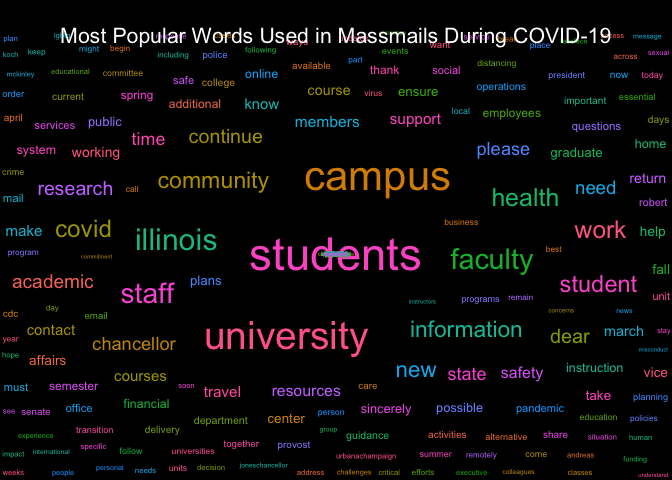 Most Popular Words Used in Massmails During COVID-19
plan
message
koch keep might begin including police following events want place across sexual
mckinley educational committee safe college online available part thank social distancing president now today
order current spring additional know course virus ensure operations important essential
april services public time continue members support local employees questions days
system working please graduate home
crime research call community campus health need return
mail robert
make covid illinois students business work help
program commitment faculty best fall
academic staff plans student unit
cdc day email university instructors programs remain concerns news
year contact chancellor information dear march stay
hope affairs misconduct
must semester courses soon travel resources care new state safety instruction vice
see senate office financial center person sincerely possible pandemic take planning
experience transition delivery department group guidance activities alternative share education situation policies human
impact international specific follow universities together provost urbanachampaign summer remotely come andreas funding
weeks people personal needs units decision joneschancellor address challenges critical efforts executive colleagues classes understand